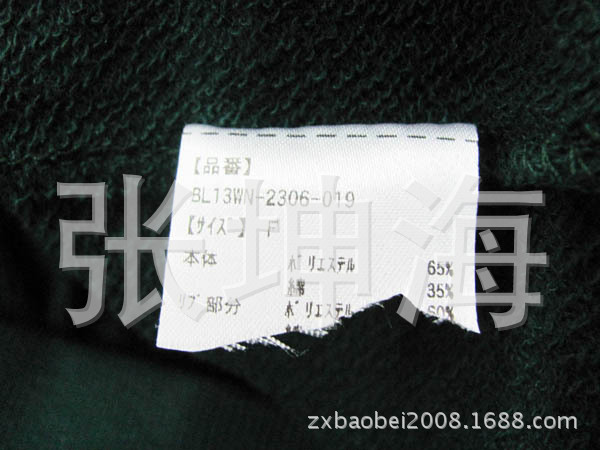 【品番】
BL13WN-2306-019
【サイズ】 F
本体 ポリエステル 65%
綿 35%
リブ部分 ポリエステル 60%
张坤海
zxbaobei2008.1688.com